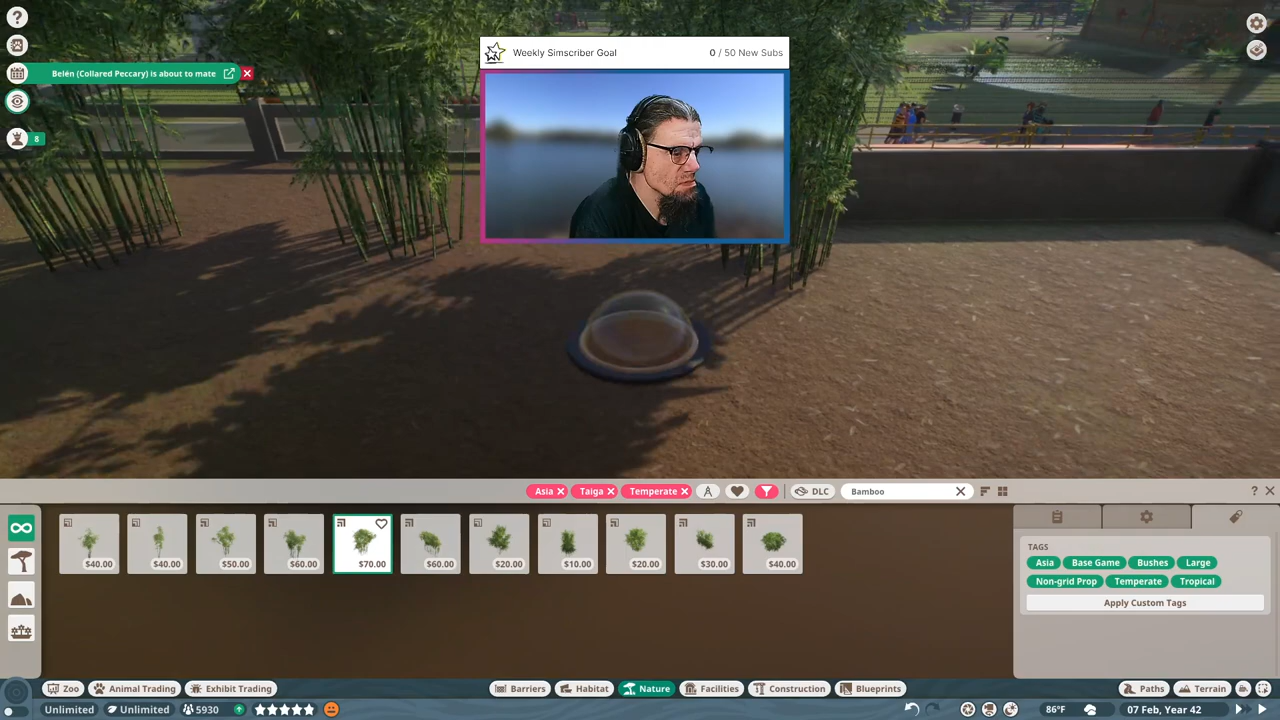 Weekly Simscriber Goal 0 / 50 New Subs
Belén (Collared Peccary) is about to mate
8
Asia Taiga Temperate DLC Bamboo
$40.00 $40.00 $50.00 $60.00 $70.00 $60.00 $20.00 $10.00 $20.00 $30.00 $40.00
TAGS
Asia Base Game Bushes Large
Non-grid Prop Temperate Tropical
Apply Custom Tags
Zoo Animal Trading Exhibit Trading Barriers Habitat Nature Facilities Construction Blueprints Paths Terrain
Unlimited Unlimited 5930 86°F 07 Feb, Year 42